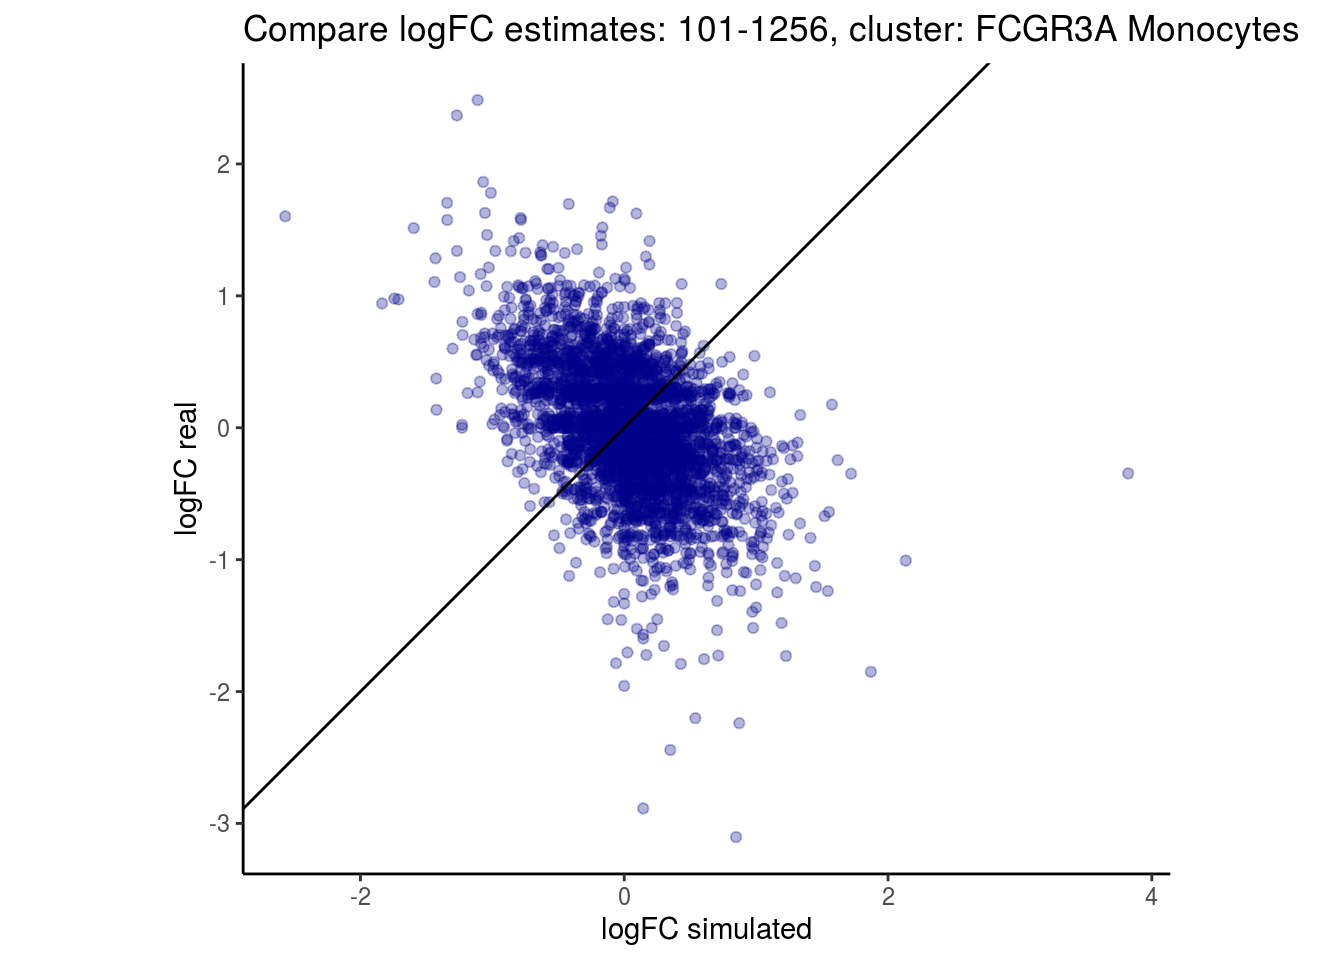 Compare logFC estimates: 101-1256, cluster: FCGR3A Monocytes
2
1
0
-1
-2
-3
logFC real
-2 0 2 4
logFC simulated